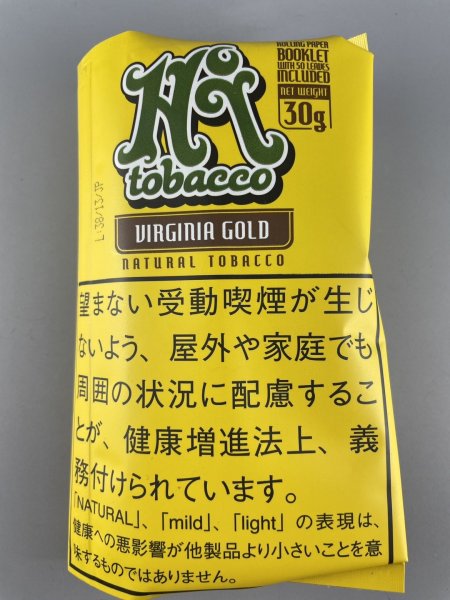 ROLLING PAPER
BOOKLET
WITH 50 LEAVES
INCLUDED
NET WEIGHT
30g
Hi
tobacco
L:38/13/JP
VIRGINIA GOLD
NATURAL TOBACCO
望まない受動喫煙が生じ
ないよう、屋外や家庭でも
周囲の状況に配慮するこ
とが、健康増進法上、義
務付けられています。
「NATURAL」、「mild」、「light」の表現は、
健康への悪影響が他製品より小さいことを意
味するものではありません。